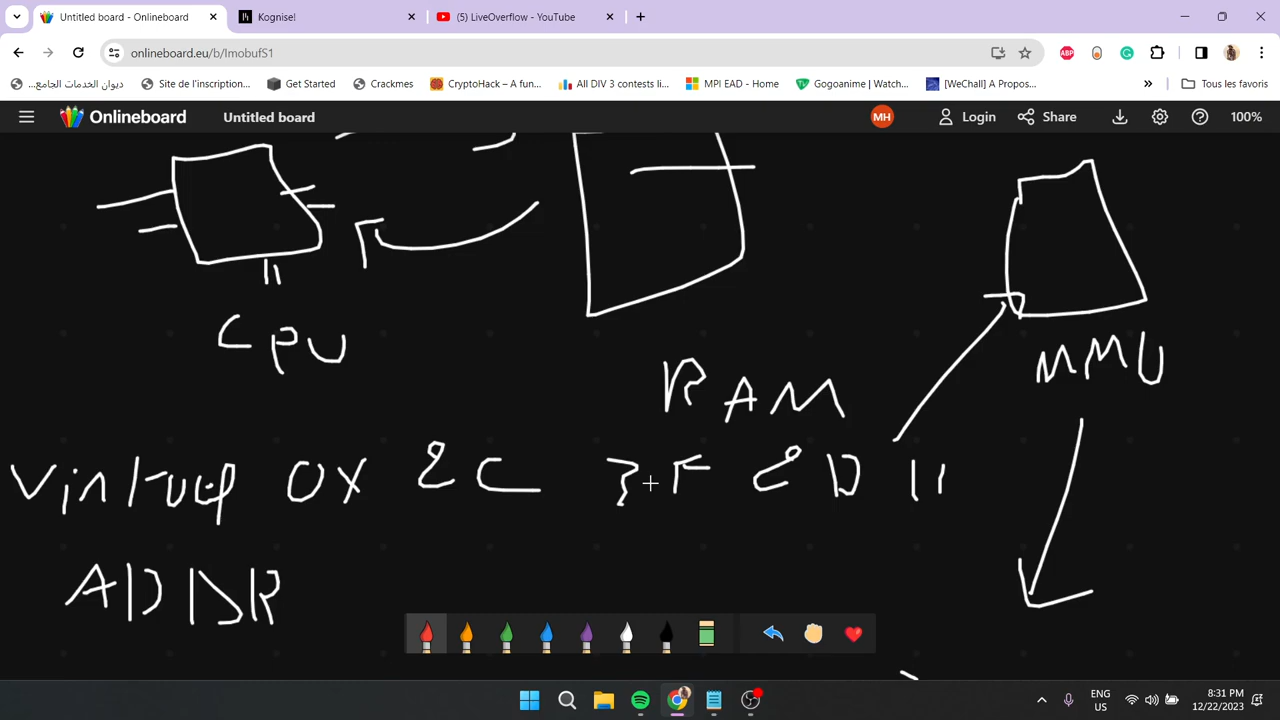 Untitled board - Onlineboard
Kognise!
(5) LiveOverflow - YouTube
onlineboard.eu/b/lmobufS1
ديوان الخدمات الجامع...
Site de l'inscription...
Get Started
Crackmes
CryptoHack – A fun...
All DIV 3 contests li...
MPI EAD - Home
Gogoanime | Watch...
[WeChall] A Propos...
»
Tous les favoris
ABP
Onlineboard
Untitled board
MH
Login
Share
100%
CPU
RAM
MMU
0X 2C 3F 8D 11
ADDR
ENG
US
8:31 PM
12/22/2023